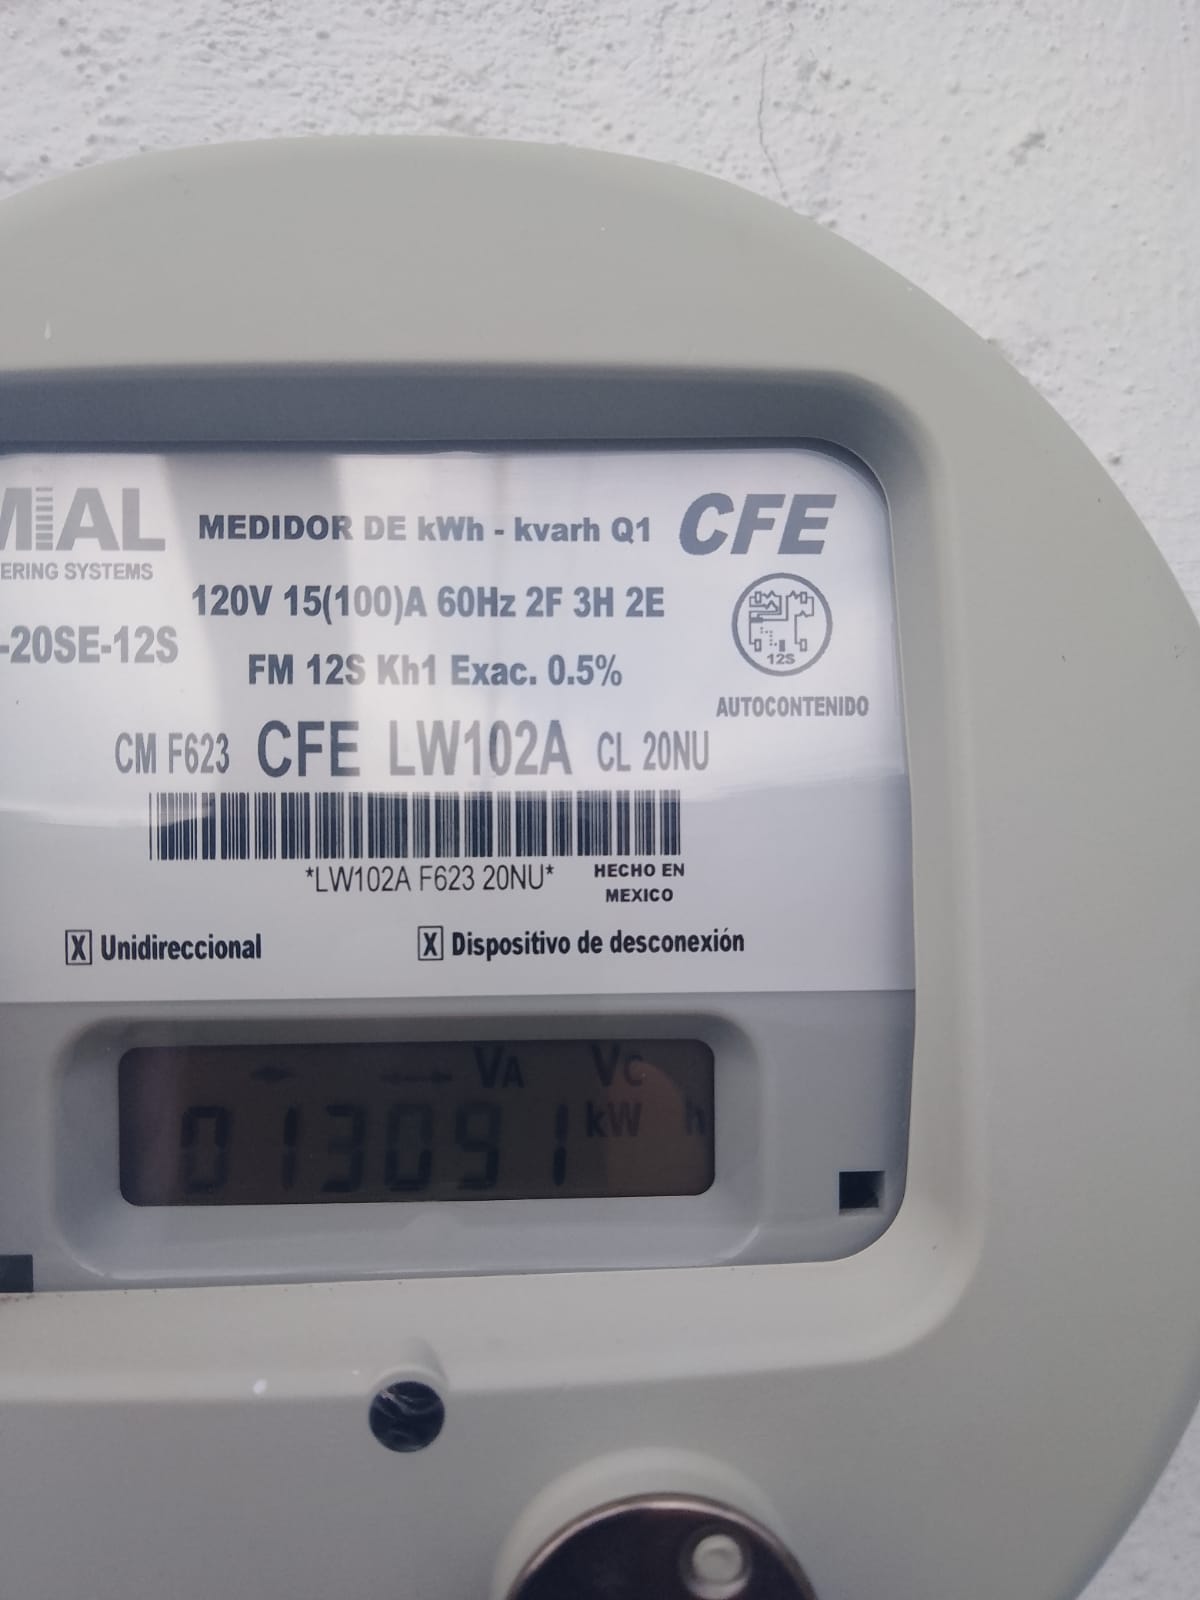 MIAL
ERING SYSTEMS
MEDIDOR DE kWh - kvarh Q1
CFE
120V 15(100)A 60Hz 2F 3H 2E
-20SE-12S
FM 12S Kh1 Exac. 0.5%
12S
AUTOCONTENIDO
CM F623 CFE LW102A CL 20NU
*LW102A F623 20NU*
HECHO EN
MEXICO
X Unidireccional
X Dispositivo de desconexión
VA VC
013091 kW h